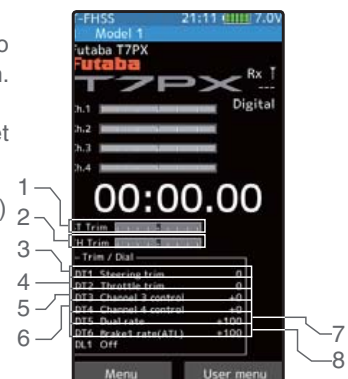 -FHSS 21:11 7.0V
Model 1
Futaba T7PX
Futaba
T7PX
Rx
---
Digital
Ch.1
Ch.2
Ch.3
Ch.4
00:00.00
ST Trim
TH Trim
Trim / Dial
DT1 Steering trim 0
DT2 Throttle trim 0
DT3 Channel 3 control +0
DT4 Channel 4 control +0
DT5 Dual rate +100
DT6 Brake1 rate(ATL) +100
DL1 Off
Menu User menu
1
2
3
4
5
6
7
8
o
n.
et
)